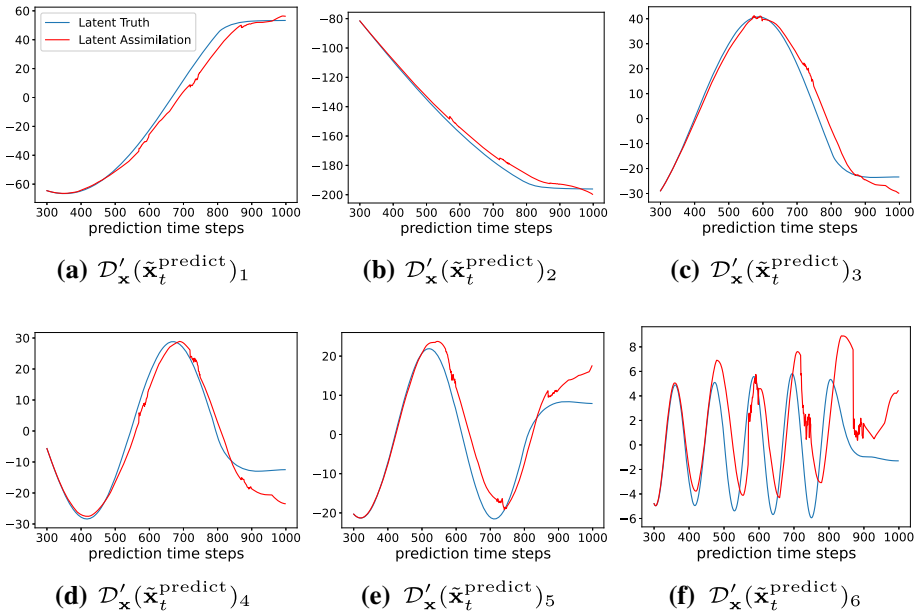 60
40
20
0
−20
−40
−60
Latent Truth
Latent Assimilation
300 400 500 600 700 800 900 1000
prediction time steps
(a) 𝒟′ₓ(x̃ₜᵖʳᵉᵈⁱᶜᵗ)₁
−80
−100
−120
−140
−160
−180
−200
300 400 500 600 700 800 900 1000
prediction time steps
(b) 𝒟′ₓ(x̃ₜᵖʳᵉᵈⁱᶜᵗ)₂
40
30
20
10
0
−10
−20
−30
300 400 500 600 700 800 900 1000
prediction time steps
(c) 𝒟′ₓ(x̃ₜᵖʳᵉᵈⁱᶜᵗ)₃
30
20
10
0
−10
−20
−30
300 400 500 600 700 800 900 1000
prediction time steps
(d) 𝒟′ₓ(x̃ₜᵖʳᵉᵈⁱᶜᵗ)₄
20
10
0
−10
−20
300 400 500 600 700 800 900 1000
prediction time steps
(e) 𝒟′ₓ(x̃ₜᵖʳᵉᵈⁱᶜᵗ)₅
8
6
4
2
0
−2
−4
−6
300 400 500 600 700 800 900 1000
prediction time steps
(f) 𝒟′ₓ(x̃ₜᵖʳᵉᵈⁱᶜᵗ)₆